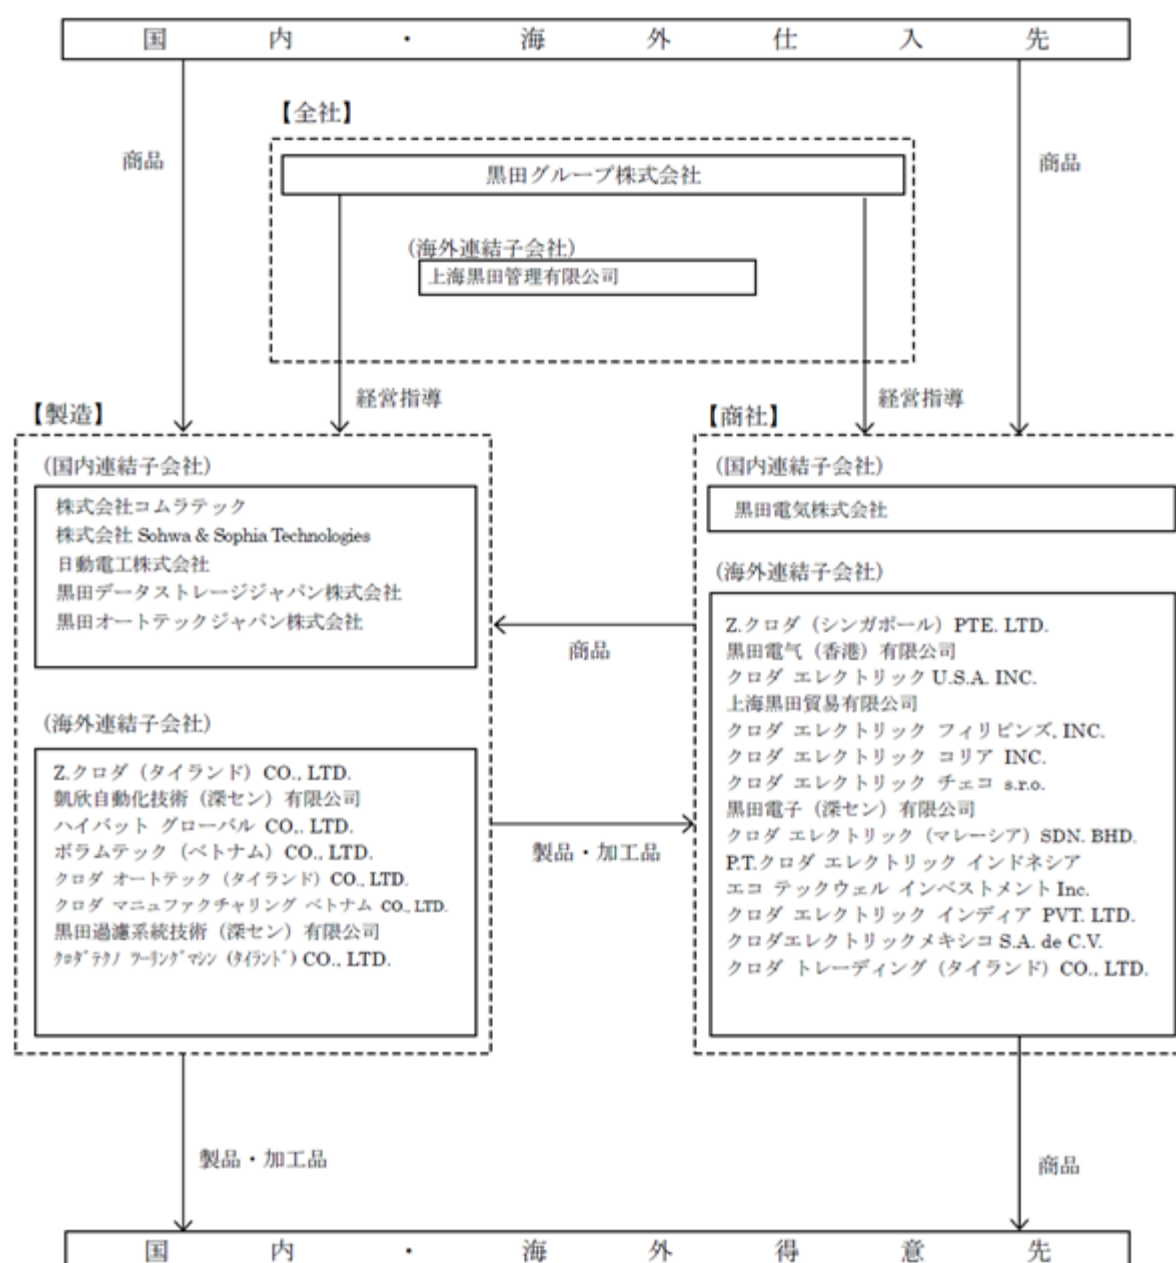 国内・海外仕入先
【全社】
商品
商品
黒田グループ株式会社
(海外連結子会社)
上海黒田管理有限公司
経営指導
経営指導
【製造】
【商社】
(国内連結子会社)
株式会社コムラテック
株式会社 Sohwa & Sophia Technologies
日動電工株式会社
黒田データストレージジャパン株式会社
黒田オートテックジャパン株式会社
(国内連結子会社)
黒田電気株式会社
(海外連結子会社)
Z.クロダ（シンガポール）PTE. LTD.
黒田電气（香港）有限公司
クロダ エレクトリック U.S.A. INC.
上海黒田貿易有限公司
クロダ エレクトリック フィリピンズ, INC.
クロダ エレクトリック コリア INC.
クロダ エレクトリック チェコ s.r.o.
黒田電子（深セン）有限公司
クロダ エレクトリック（マレーシア）SDN. BHD.
P.T.クロダ エレクトリック インドネシア
エコ テックウェル インベストメント Inc.
クロダ エレクトリック インディア PVT. LTD.
クロダエレクトリックメキシコ S.A. de C.V.
クロダ トレーディング（タイランド）CO., LTD.
商品
(海外連結子会社)
Z.クロダ（タイランド）CO., LTD.
凱欣自動化技術（深セン）有限公司
ハイバット グローバル CO,. LTD.
ボラムテック（ベトナム）CO., LTD.
クロダ オートテック（タイランド）CO., LTD.
クロダ マニュファクチャリング ベトナム CO., LTD.
黒田過濾系統技術（深セン）有限公司
ｸﾛﾀﾞﾃｸﾉ ﾂｰﾘﾝｸﾞﾏｼﾝ（ﾀｲﾗﾝﾄﾞ）CO., LTD.
製品・加工品
製品・加工品
商品
国内・海外得意先